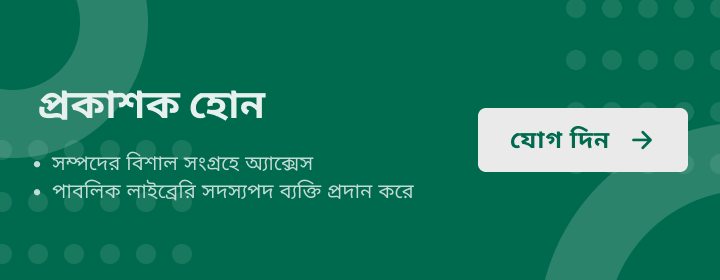 প্রকাশক হোন
সম্পদের বিশাল সংগ্রহে অ্যাক্সেস
পাবলিক লাইব্রেরি সদস্যপদ ব্যক্তি প্রদান করে
যোগ দিন →